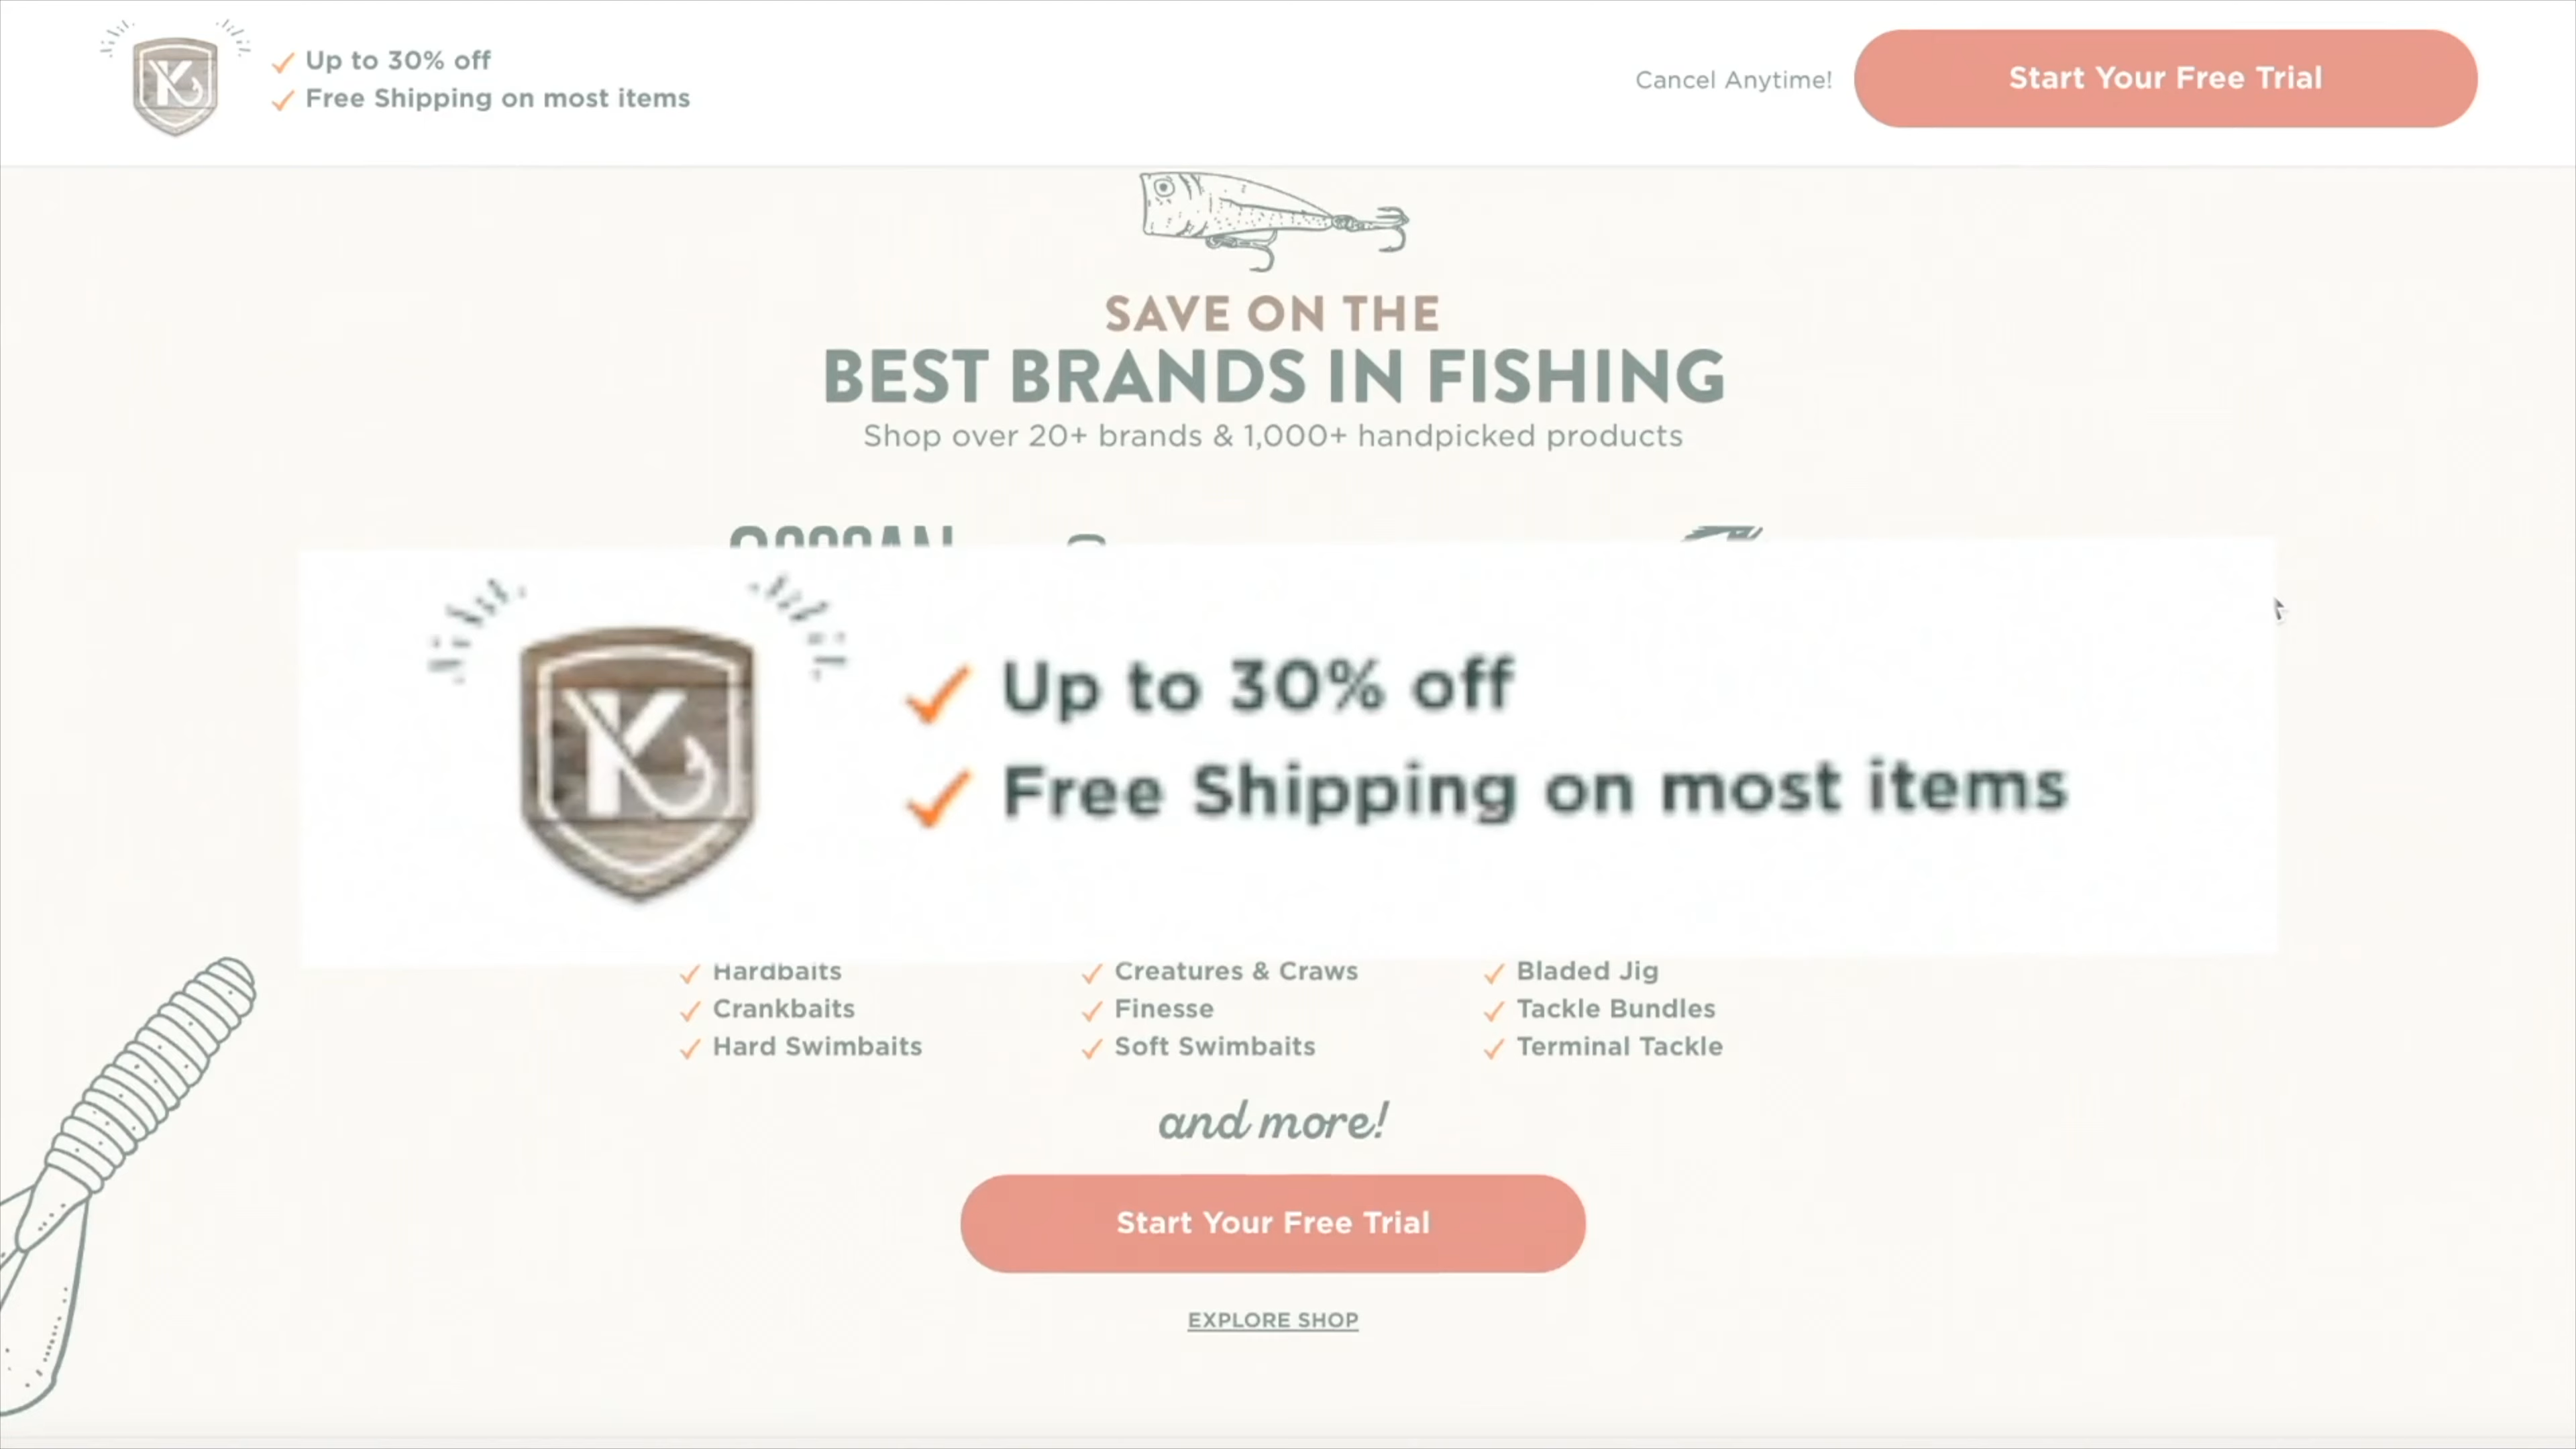 Up to 30% off
Free Shipping on most items
Cancel Anytime!
Start Your Free Trial
SAVE ON THE
BEST BRANDS IN FISHING
Shop over 20+ brands & 1,000+ handpicked products
Up to 30% off
Free Shipping on most items
Hardbaits
Crankbaits
Hard Swimbaits
Creatures & Craws
Finesse
Soft Swimbaits
Bladed Jig
Tackle Bundles
Terminal Tackle
and more!
Start Your Free Trial
EXPLORE SHOP